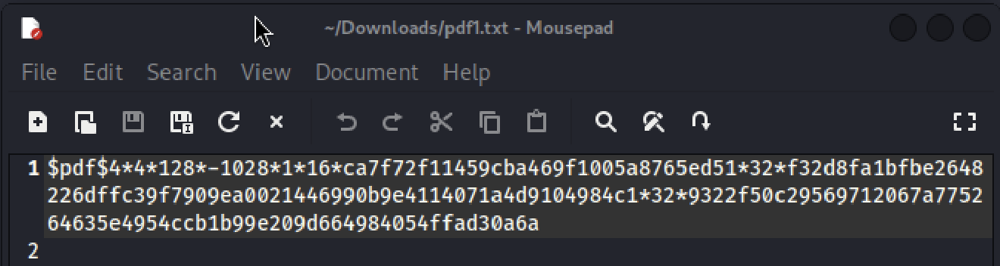 ~/Downloads/pdf1.txt - Mousepad
File Edit Search View Document Help
1 $pdf$4*4*128*-1028*1*16*ca7f72f11459cba469f1005a8765ed51*32*f32d8fa1bfbe2648
226dffc39f7909ea0021446990b9e4114071a4d9104984c1*32*9322f50c29569712067a7752
64635e4954ccb1b99e209d664984054ffad30a6a
2